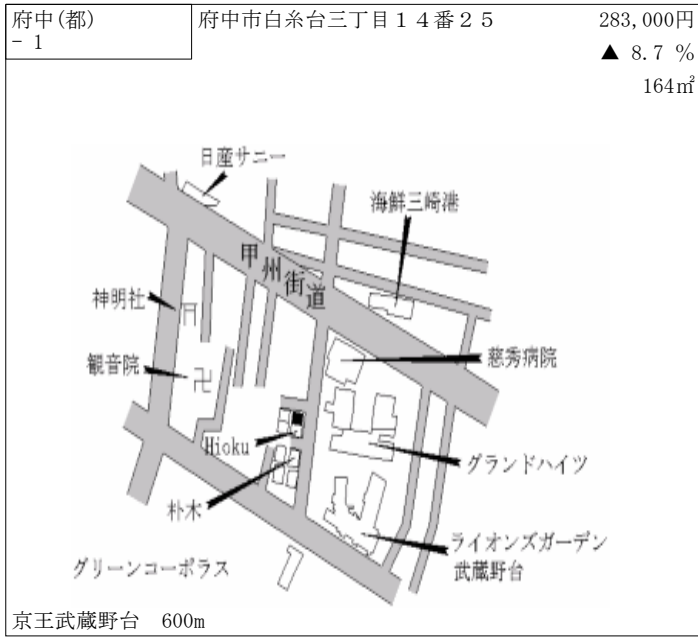 府中(都)
- 1
府中市白糸台三丁目１４番２５
283,000円
▲ 8.7 %
164㎡
日産サニー
海鮮三崎港
甲州街道
神明社
慈秀病院
観音院
卍
Hioku
グランドハイツ
朴木
ライオンズガーデン
武蔵野台
グリーンコーポラス
京王武蔵野台　600m